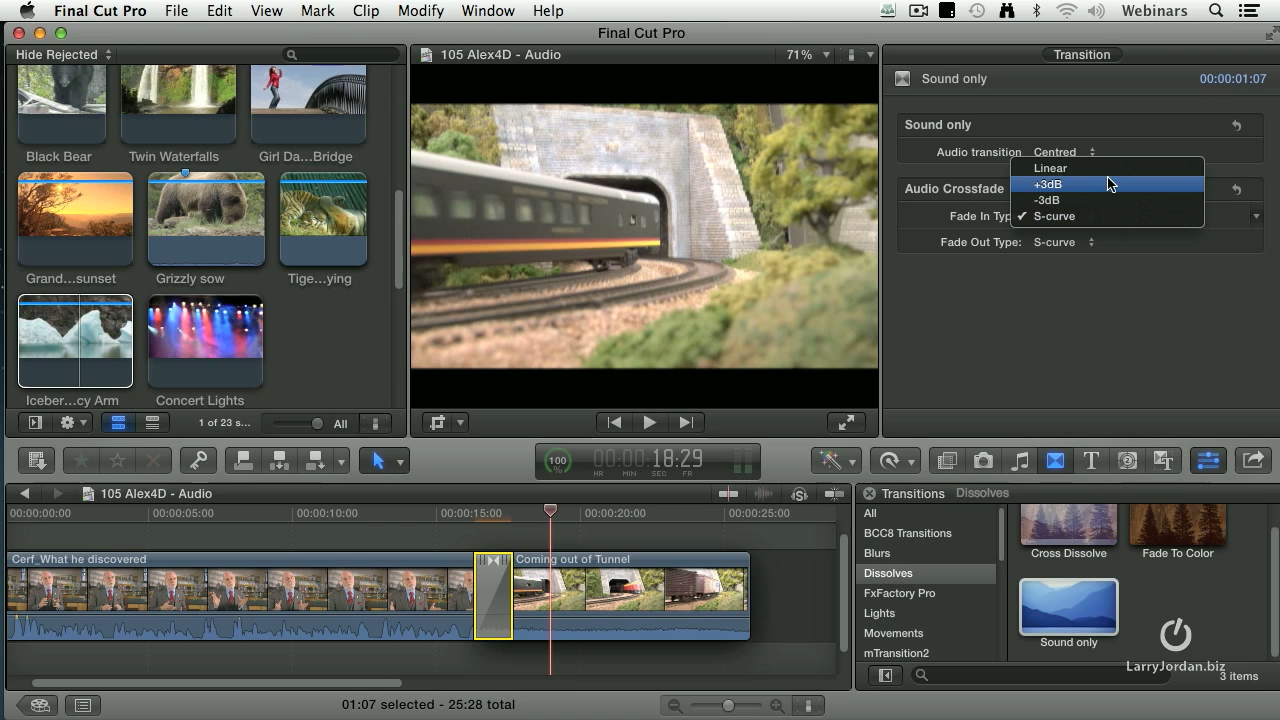 Final Cut Pro File Edit View Mark Clip Modify Window Help Webinars
Final Cut Pro
Hide Rejected
105 Alex4D - Audio 71%
Transition
Sound only 00:00:01:07
Sound only
Audio transition Centred
Linear
+3dB
-3dB
✓ S-curve
Audio Crossfade
Fade In Typ
Fade Out Type: S-curve
Black Bear Twin Waterfalls Girl Da...Bridge
Grand...sunset Grizzly sow Tige...ying
Iceber...cy Arm Concert Lights
1 of 23 s... All
100 00:00:18:29
% HR MIN SEC FR
105 Alex4D - Audio
00:00:00:00 00:00:05:00 00:00:10:00 00:00:15:00 00:00:20:00 00:00:25:00
Cerf_What he discovered Coming out of Tunnel
01:07 selected - 25:28 total
Transitions Dissolves
All
BCC8 Transitions
Blurs
Dissolves
FxFactory Pro
Lights
Movements
mTransition2
Cross Dissolve Fade To Color
Sound only
LarryJordan.biz
3 items